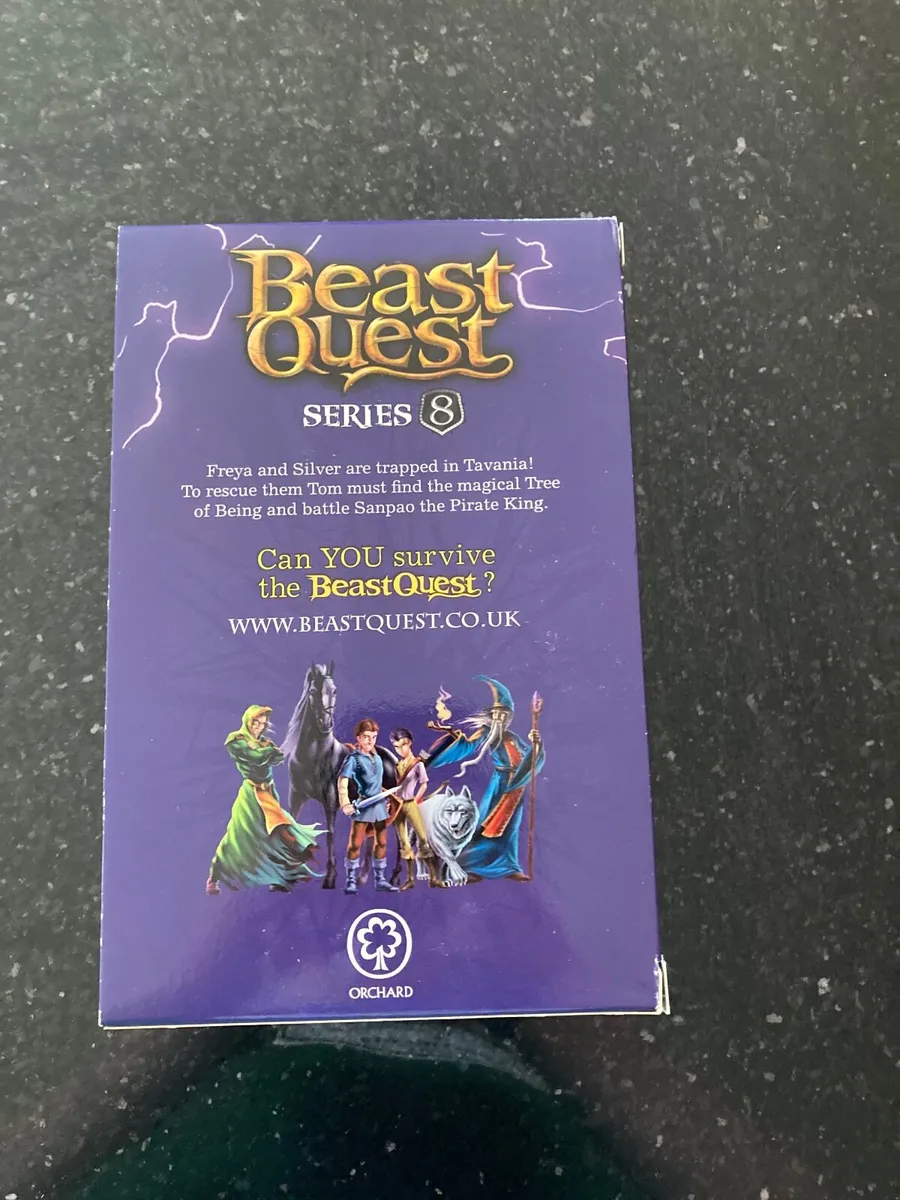 Beast
Quest
SERIES 8
Freya and Silver are trapped in Tavania!
To rescue them Tom must find the magical Tree
of Being and battle Sanpao the Pirate King.
Can YOU survive
the BeastQuest?
WWW.BEASTQUEST.CO.UK
ORCHARD